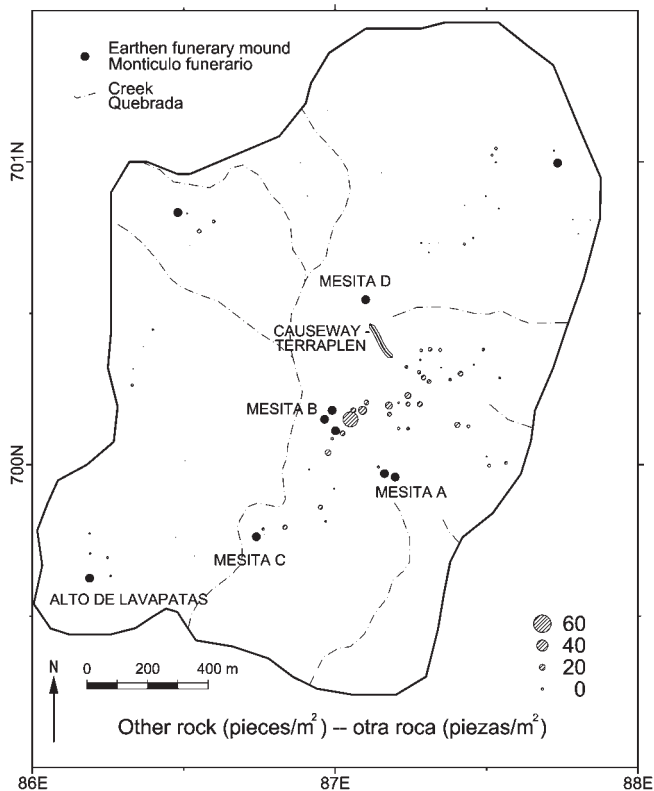 Earthen funerary mound
Monticulo funerario
Creek
Quebrada
701N
MESITA D
CAUSEWAY -
TERRAPLEN
MESITA B
700N
MESITA A
MESITA C
ALTO DE LAVAPATAS
60
40
20
0
N
0 200 400 m
Other rock (pieces/m²) -- otra roca (piezas/m²)
86E 87E 88E